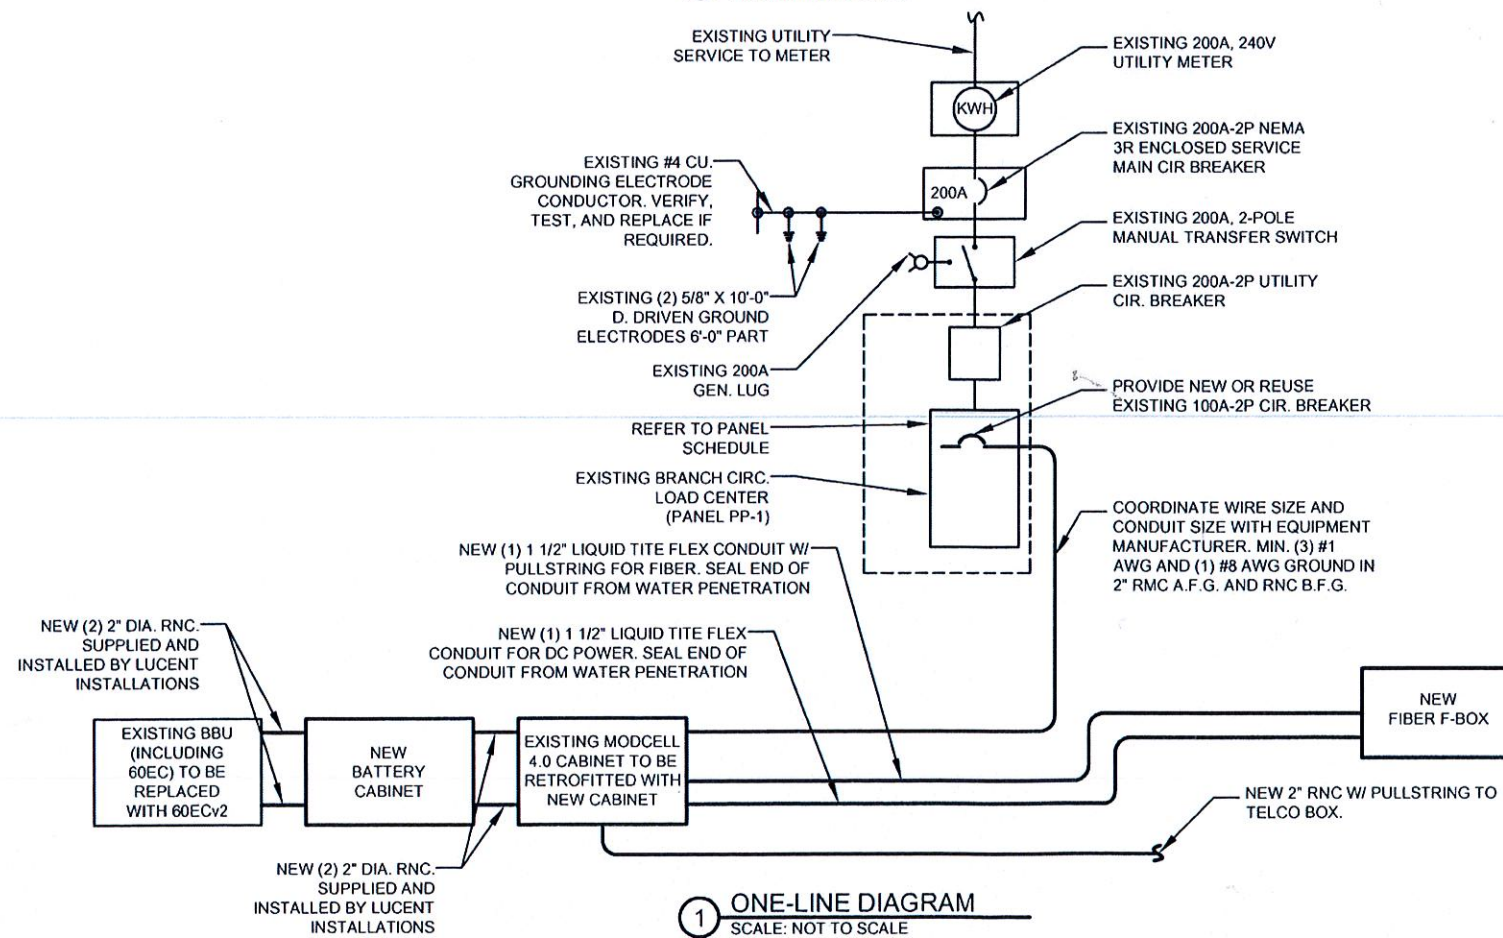 EXISTING UTILITY
SERVICE TO METER
EXISTING 200A, 240V
UTILITY METER
KWH
EXISTING 200A-2P NEMA
3R ENCLOSED SERVICE
MAIN CIR BREAKER
200A
EXISTING #4 CU.
GROUNDING ELECTRODE
CONDUCTOR. VERIFY,
TEST, AND REPLACE IF
REQUIRED.
EXISTING 200A, 2-POLE
MANUAL TRANSFER SWITCH
EXISTING (2) 5/8" X 10'-0"
D. DRIVEN GROUND
ELECTRODES 6'-0" PART
EXISTING 200A-2P UTILITY
CIR. BREAKER
EXISTING 200A
GEN. LUG
PROVIDE NEW OR REUSE
EXISTING 100A-2P CIR. BREAKER
REFER TO PANEL
SCHEDULE
EXISTING BRANCH CIRC.
LOAD CENTER
(PANEL PP-1)
COORDINATE WIRE SIZE AND
CONDUIT SIZE WITH EQUIPMENT
MANUFACTURER. MIN. (3) #1
AWG AND (1) #8 AWG GROUND IN
2" RMC A.F.G. AND RNC B.F.G.
NEW (1) 1 1/2" LIQUID TITE FLEX CONDUIT W/
PULLSTRING FOR FIBER. SEAL END OF
CONDUIT FROM WATER PENETRATION
NEW (2) 2" DIA. RNC.
SUPPLIED AND
INSTALLED BY LUCENT
INSTALLATIONS
NEW (1) 1 1/2" LIQUID TITE FLEX
CONDUIT FOR DC POWER. SEAL END OF
CONDUIT FROM WATER PENETRATION
NEW
FIBER F-BOX
EXISTING BBU
(INCLUDING
60EC) TO BE
REPLACED
WITH 60ECv2
NEW
BATTERY
CABINET
EXISTING MODCELL
4.0 CABINET TO BE
RETROFITTED WITH
NEW CABINET
NEW 2" RNC W/ PULLSTRING TO
TELCO BOX.
NEW (2) 2" DIA. RNC.
SUPPLIED AND
INSTALLED BY LUCENT
INSTALLATIONS
1 ONE-LINE DIAGRAM
SCALE: NOT TO SCALE